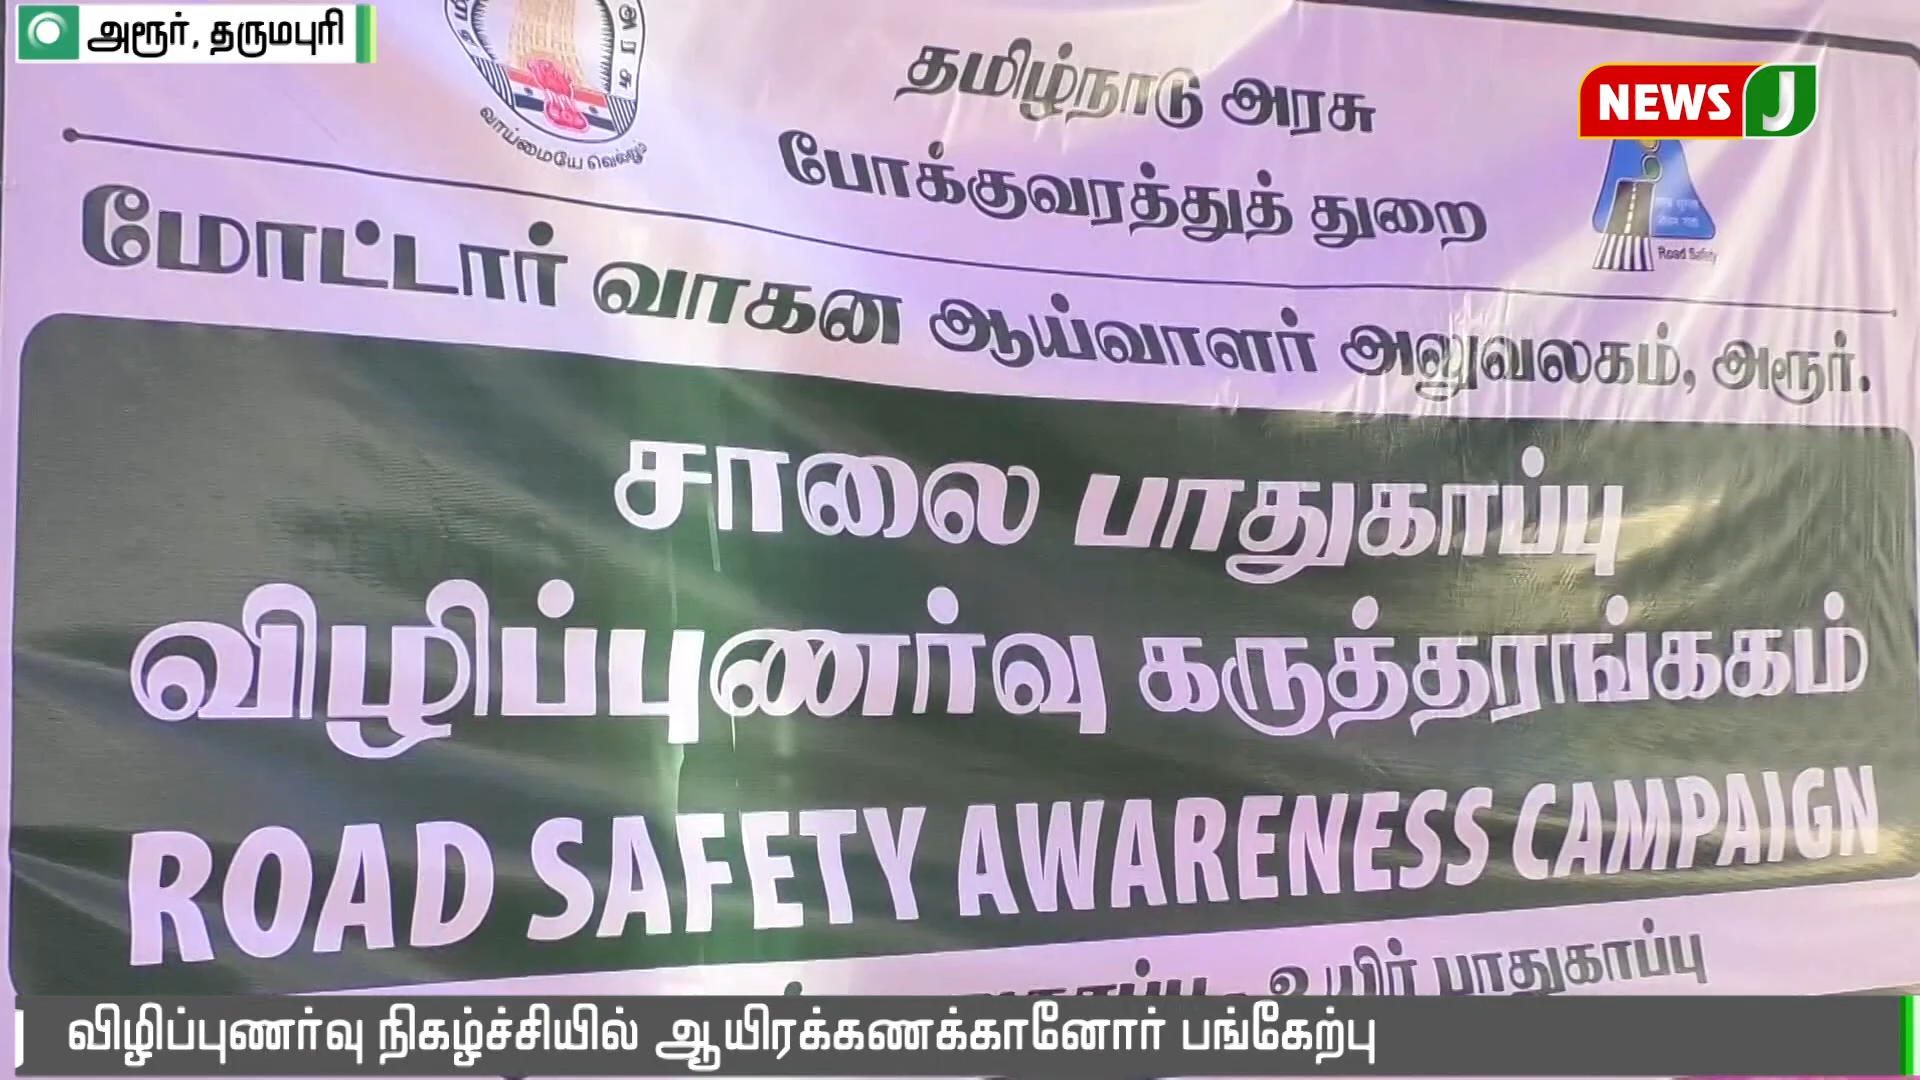 அரூர், தருமபுரி
NEWS J
வாய்மையே வெல்லும்
தமிழ்நாடு அரசு
போக்குவரத்துத் துறை
Road Safety
மோட்டார் வாகன ஆய்வாளர் அலுவலகம், அரூர்.
சாலை பாதுகாப்பு
விழிப்புணர்வு கருத்தரங்ககம்
ROAD SAFETY AWARENESS CAMPAIGN
உயிர் பாதுகாப்பு
விழிப்புணர்வு நிகழ்ச்சியில் ஆயிரக்கணக்கானோர் பங்கேற்பு